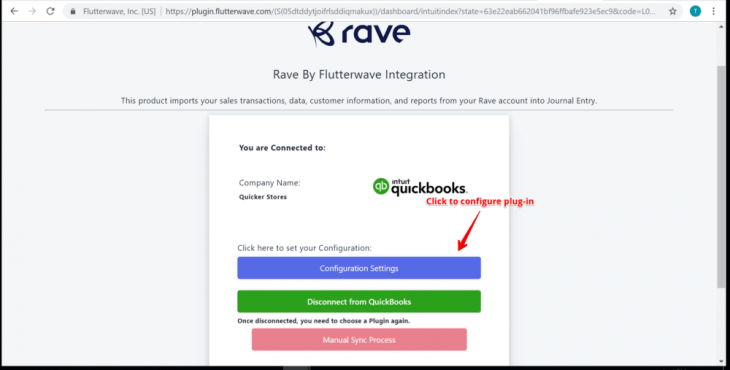 Flutterwave, Inc. [US] | https://plugin.flutterwave.com/(S(05dtddytjoifrlsddiqmakux))/dashboard/intuitindex?state=63e22eab662041bf96ffbafe923e5ec9&code=L0...
T
rave
Rave By Flutterwave Integration
This product imports your sales transactions, data, customer information, and reports from your Rave account into Journal Entry.
You are Connected to:
Company Name:
Quicker Stores
qb intuit quickbooks.
Click to configure plug-in
Click here to set your Configuration:
Configuration Settings
Disconnect from QuickBooks
Once disconnected, you need to choose a Plugin again.
Manual Sync Process